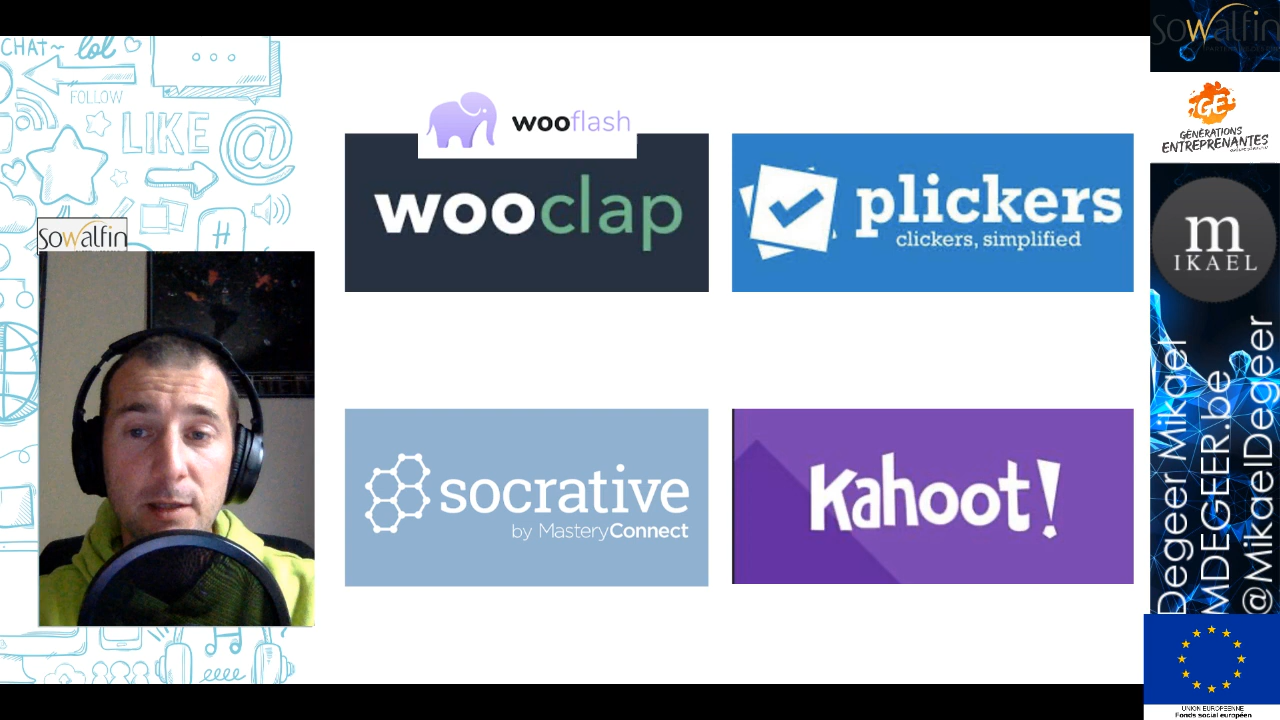 CHAT~ lol
FOLLOW
LIKE @
#
Sowalfin
wooflash
wooclap
plickers
clickers, simplified
socrative
by MasteryConnect
Kahoot!
Sowalfin
GE
GÉNÉRATIONS
ENTREPRENANTES
m
IKAEL
Degeer Mikael
MDEGEER.be
@MikaelDegeer
UNION EUROPEENNE
Fonds social européen